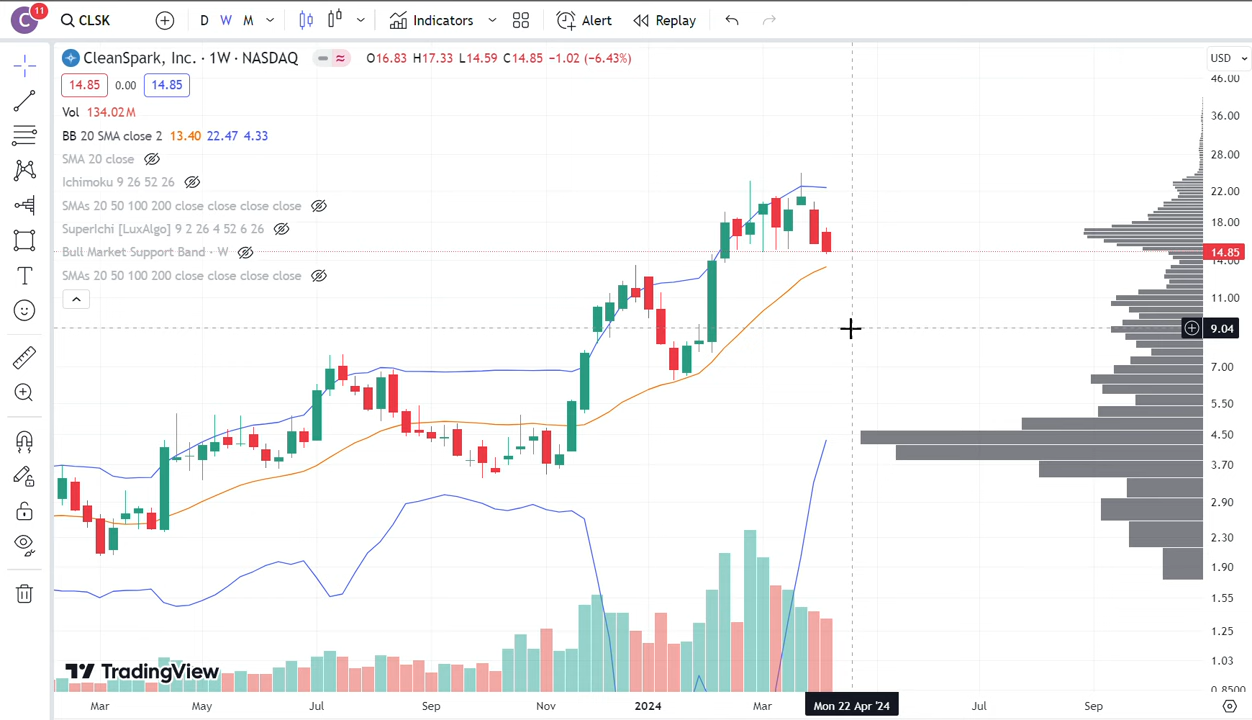 C 11 CLSK D W M Indicators Alert Replay
CleanSpark, Inc. · 1W · NASDAQ O16.83 H17.33 L14.59 C14.85 −1.02 (−6.43%) USD
14.85 0.00 14.85
Vol 134.02M
BB 20 SMA close 2 13.40 22.47 4.33
SMA 20 close
Ichimoku 9 26 52 26
SMAs 20 50 100 200 close close close close
SuperIchi [LuxAlgo] 9 2 26 4 52 6 26
Bull Market Support Band · W
SMAs 20 50 100 200 close close close close
46.00
36.00
28.00
22.00
18.00
14.85
14.00
11.00
9.04
7.00
5.50
4.50
3.70
2.90
2.30
1.90
1.55
1.25
1.03
0.8500
TradingView
Mar May Jul Sep Nov 2024 Mar Mon 22 Apr '24 Jul Sep